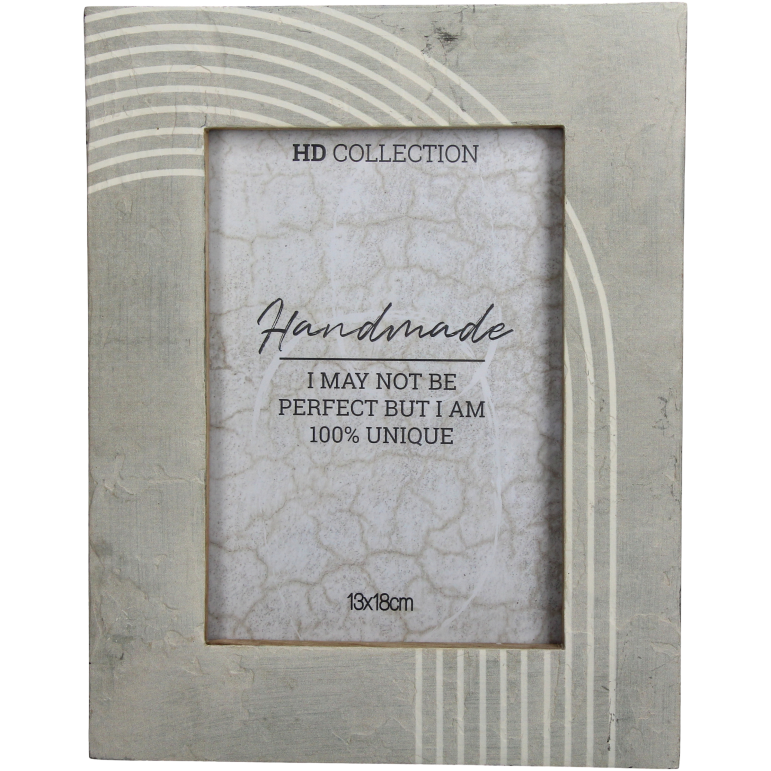 HD COLLECTION
Handmade
I MAY NOT BE
PERFECT BUT I AM
100% UNIQUE
13x18cm